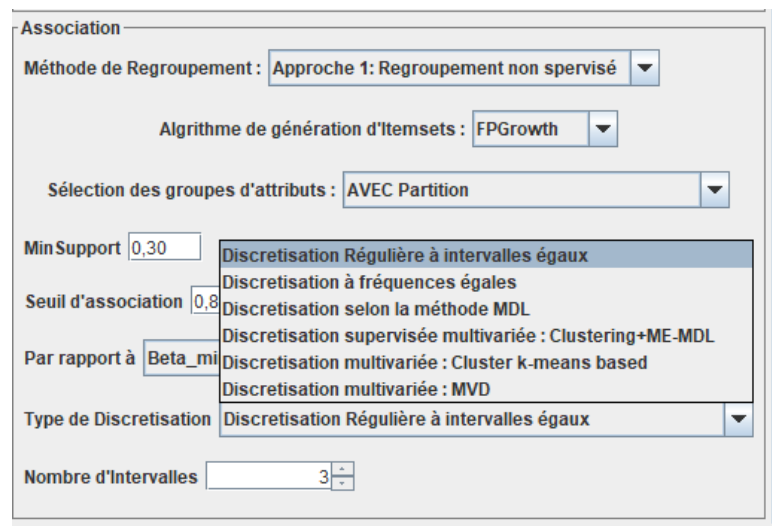 Association
Méthode de Regroupement : Approche 1: Regroupement non spervisé
Algrithme de génération d'Itemsets : FPGrowth
Sélection des groupes d'attributs : AVEC Partition
MinSupport 0,30
Discretisation Régulière à intervalles égaux
Discretisation à fréquences égales
Seuil d'association 0,8
Discretisation selon la méthode MDL
Discretisation supervisée multivariée : Clustering+ME-MDL
Par rapport à Beta_mi
Discretisation multivariée : Cluster k-means based
Discretisation multivariée : MVD
Type de Discretisation Discretisation Régulière à intervalles égaux
Nombre d'Intervalles 3